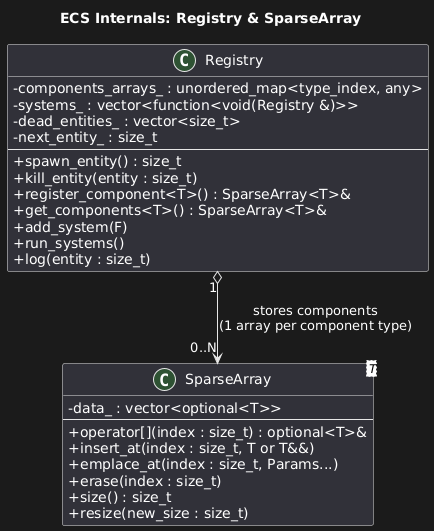 ECS Internals: Registry & SparseArray
C Registry
-components_arrays_ : unordered_map<type_index, any>
-systems_ : vector<function<void(Registry &)>>
-dead_entities_ : vector<size_t>
-next_entity_ : size_t
+spawn_entity() : size_t
+kill_entity(entity : size_t)
+register_component<T>() : SparseArray<T>&
+get_components<T>() : SparseArray<T>&
+add_system(F)
+run_systems()
+log(entity : size_t)
1
stores components
(1 array per component type)
0..N
C SparseArray
-data_ : vector<optional<T>>
+operator[](index : size_t) : optional<T>&
+insert_at(index : size_t, T or T&&)
+emplace_at(index : size_t, Params...)
+erase(index : size_t)
+size() : size_t
+resize(new_size : size_t)